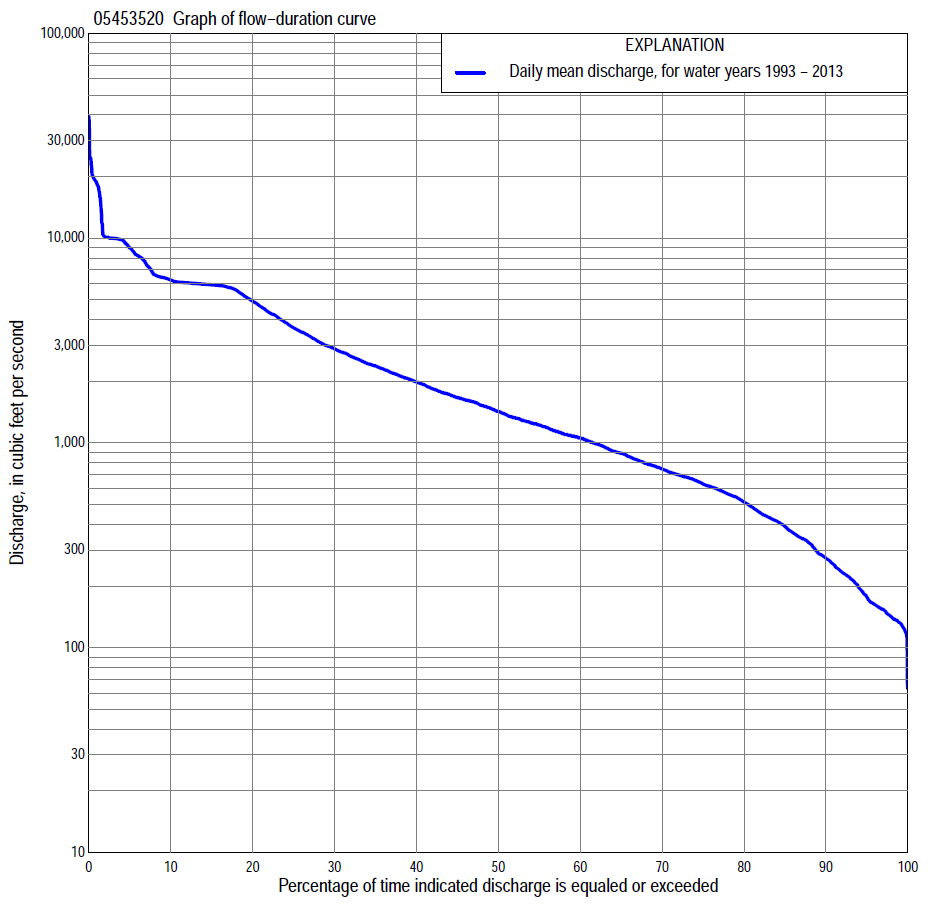 05453520 Graph of flow−duration curve
EXPLANATION
Daily mean discharge, for water years 1993 − 2013
Discharge, in cubic feet per second
100,000
30,000
10,000
3,000
1,000
300
100
30
10
0 10 20 30 40 50 60 70 80 90 100
Percentage of time indicated discharge is equaled or exceeded